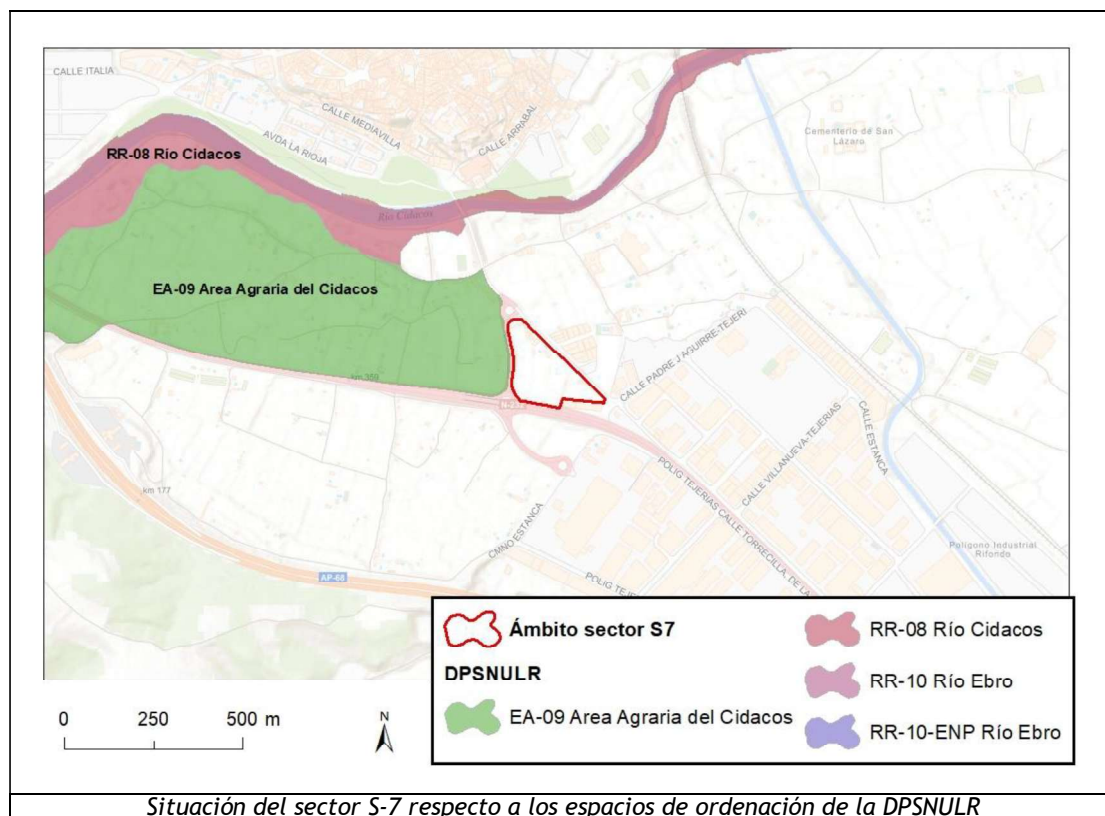 CALLE ITALIA
CALLE MEDIAVILLA
CALLE ARRABAL
AVDA LA RIOJA
Cementerio de San
Lázaro
RR-08 Río Cidacos
Río Cidacos
EA-09 Area Agraria del Cidacos
CALLE PADRE J AGUIRRE-TEJERI
km 359
N-232
CALLE VILLANUEVA-TEJERIAS
CALLE ESTANCA
km 177
POLIG TEJERIAS CALLE TORRECILLA, DE LA
CMNO ESTANCA
Polígono Industrial
Rifondo
AP-68
POLIG TEJ
Ámbito sector S7
DPSNULR
EA-09 Area Agraria del Cidacos
RR-08 Río Cidacos
RR-10 Río Ebro
RR-10-ENP Río Ebro
0 250 500 m
N
Situación del sector S-7 respecto a los espacios de ordenación de la DPSNULR